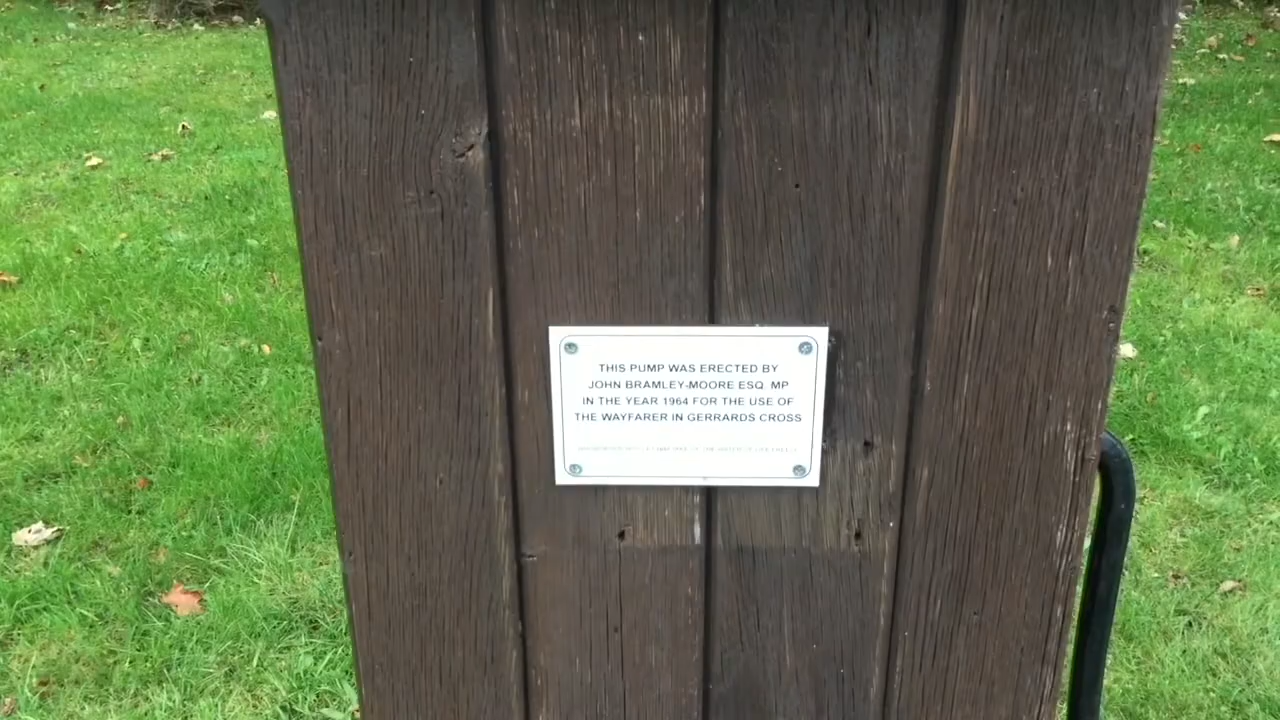 THIS PUMP WAS ERECTED BY
JOHN BRAMLEY-MOORE ESQ. MP
IN THE YEAR 1964 FOR THE USE OF
THE WAYFARER IN GERRARDS CROSS